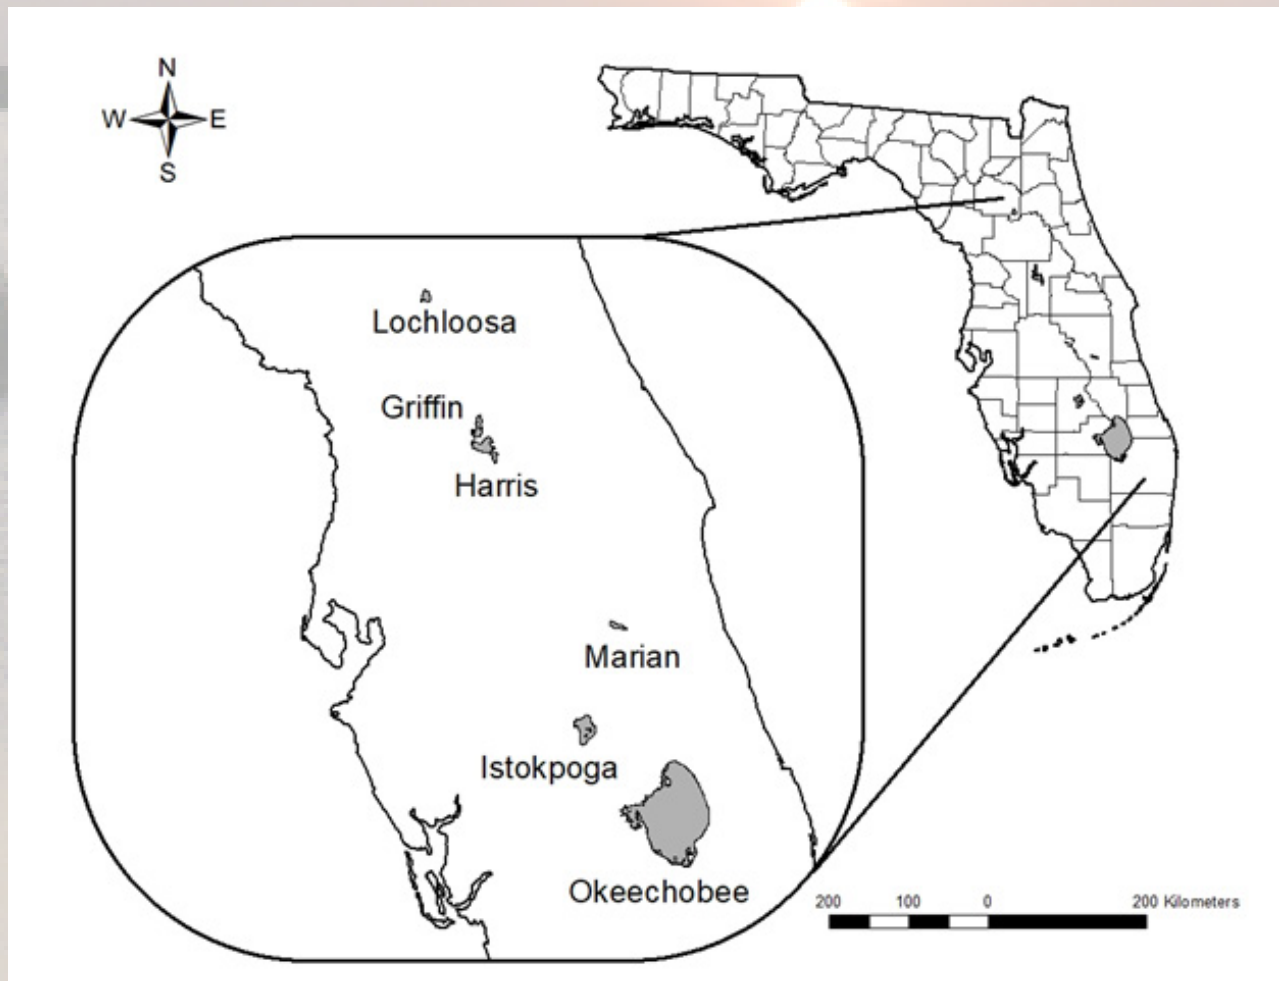 N
W E
S
Lochloosa
Griffin
Harris
Marian
Istokpoga
Okeechobee
200 100 0 200 Kilometers